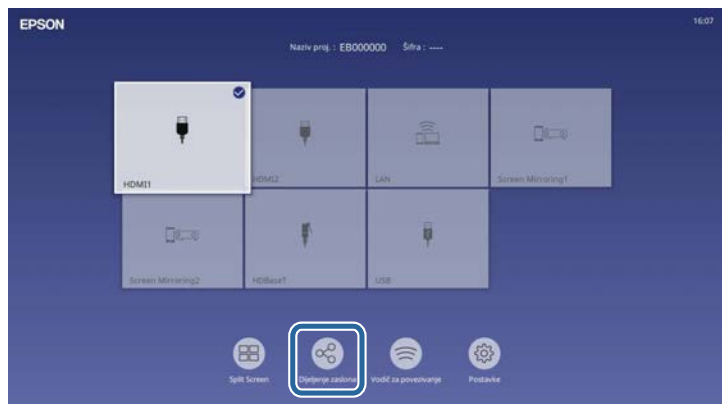 EPSON
16:07
Naziv proj. : EB000000 Šifra : ----
HDMI1
HDMI2
LAN
Screen Mirroring1
Screen Mirroring2
HDBaseT
USB
Split Screen
Dijeljenje zaslona
Vodič za povezivanje
Postavke